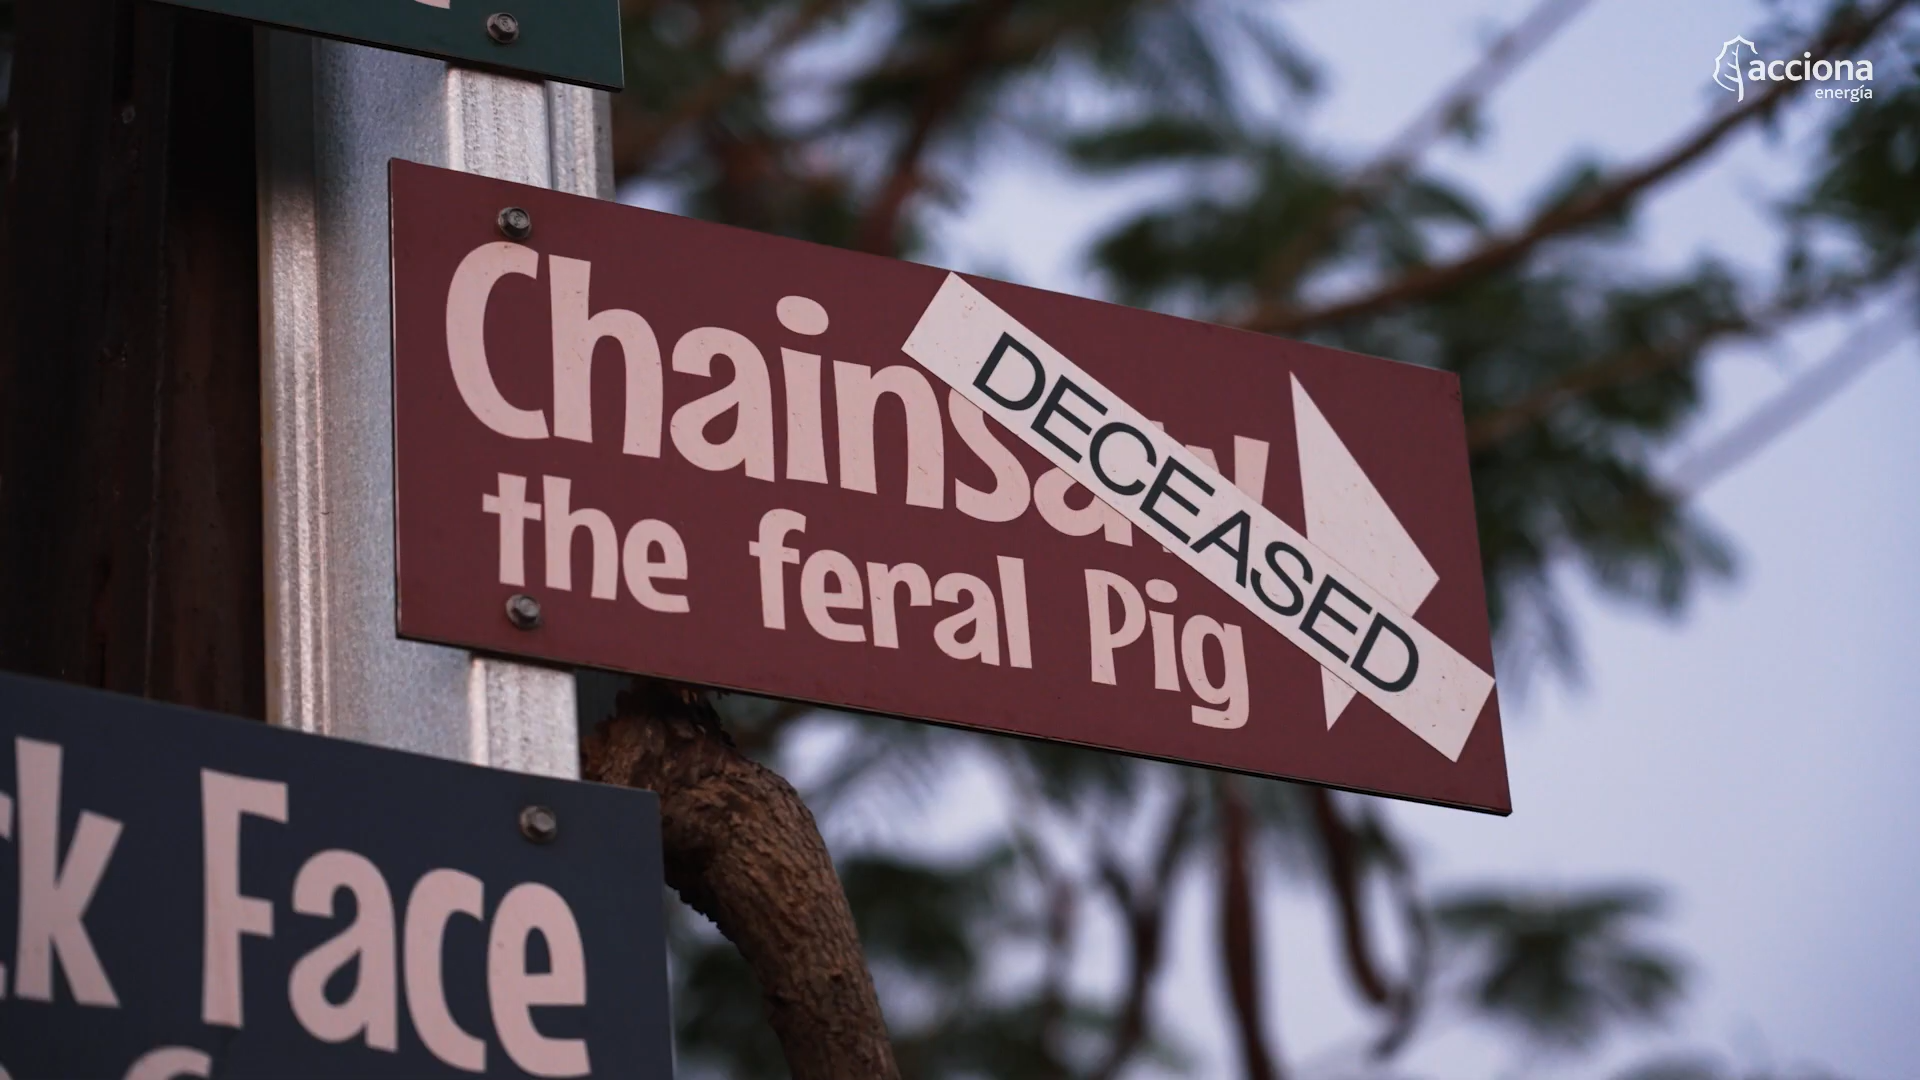 acciona
energía
Chainsaw
DECEASED
the feral Pig
Face